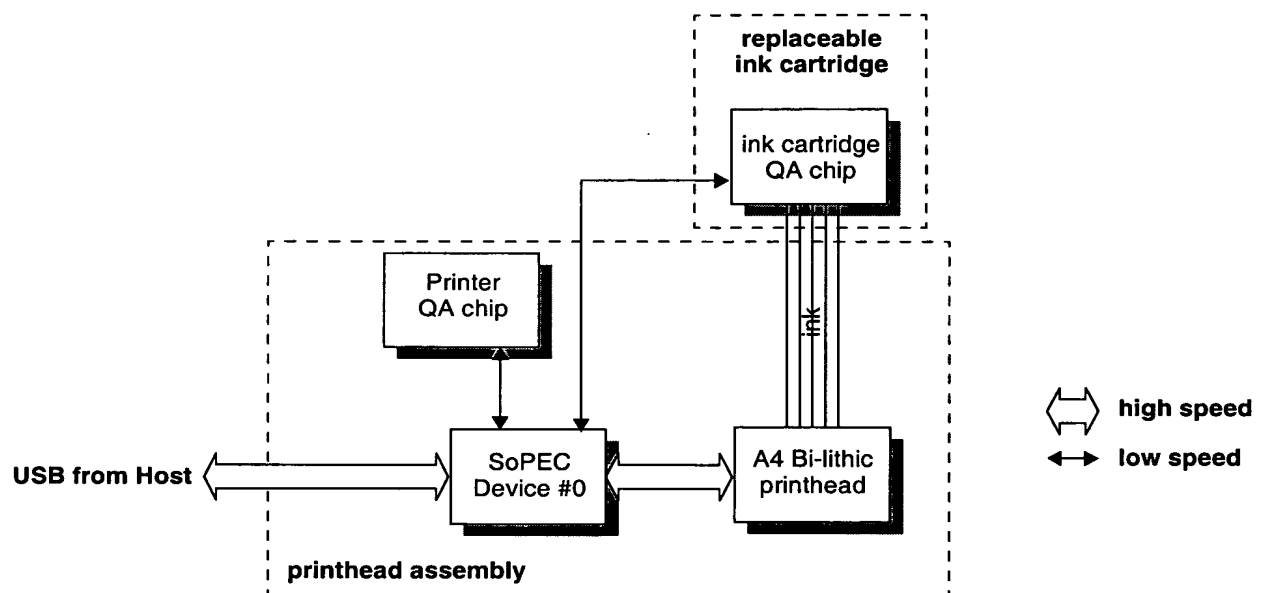 replaceable
ink cartridge
ink cartridge
QA chip
Printer
QA chip
ink
high speed
low speed
USB from Host
SoPEC
Device #0
A4 Bi-lithic
printhead
printhead assembly